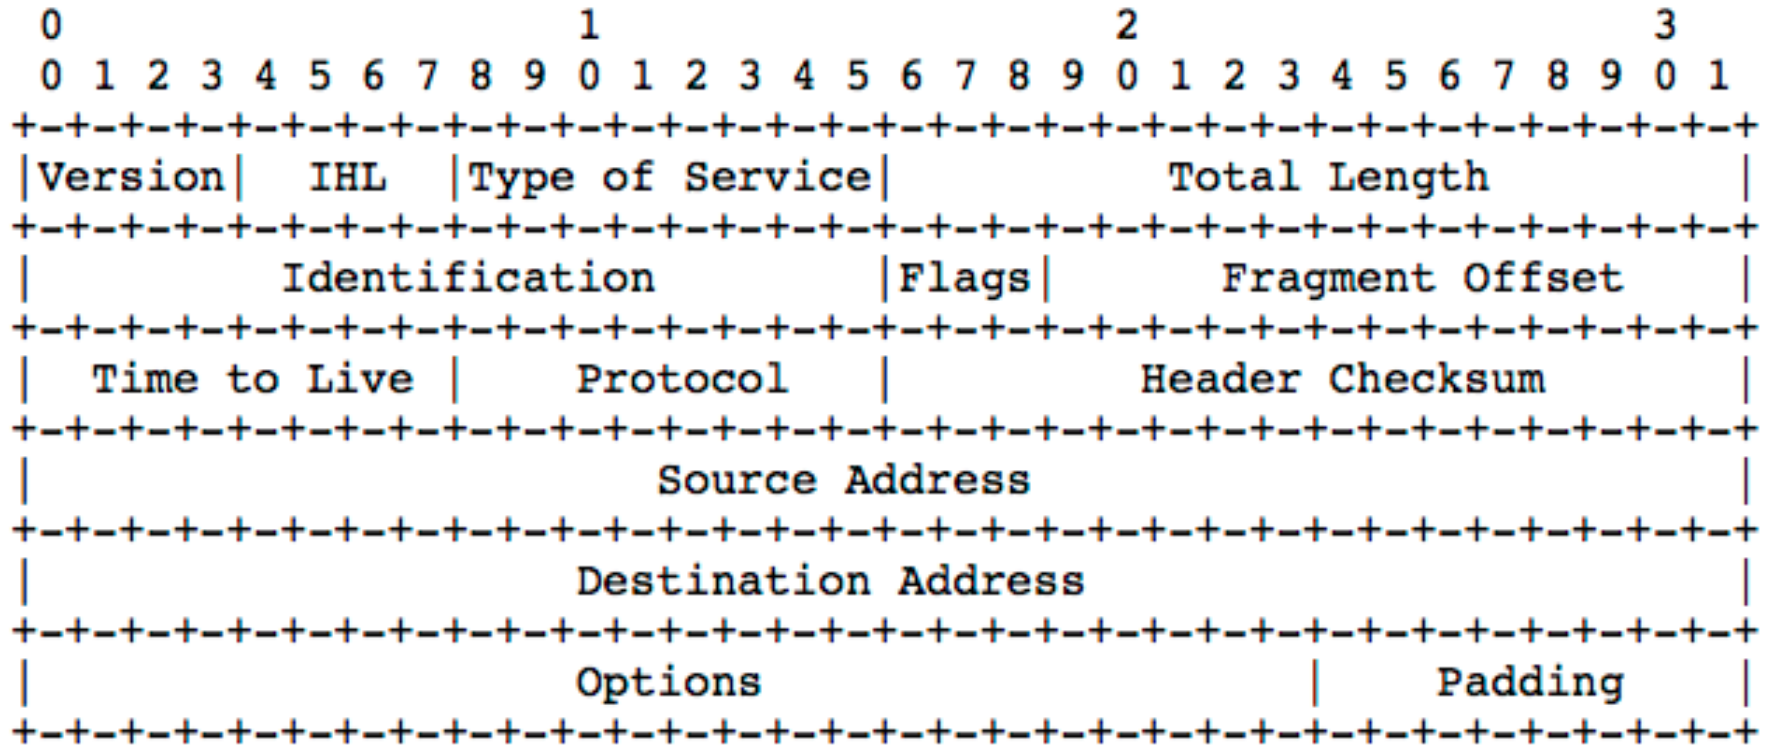 0                   1                   2                   3
 0 1 2 3 4 5 6 7 8 9 0 1 2 3 4 5 6 7 8 9 0 1 2 3 4 5 6 7 8 9 0 1
+-+-+-+-+-+-+-+-+-+-+-+-+-+-+-+-+-+-+-+-+-+-+-+-+-+-+-+-+-+-+-+-+
|Version|  IHL  |Type of Service|          Total Length         |
+-+-+-+-+-+-+-+-+-+-+-+-+-+-+-+-+-+-+-+-+-+-+-+-+-+-+-+-+-+-+-+-+
|         Identification        |Flags|      Fragment Offset    |
+-+-+-+-+-+-+-+-+-+-+-+-+-+-+-+-+-+-+-+-+-+-+-+-+-+-+-+-+-+-+-+-+
|  Time to Live |    Protocol   |         Header Checksum       |
+-+-+-+-+-+-+-+-+-+-+-+-+-+-+-+-+-+-+-+-+-+-+-+-+-+-+-+-+-+-+-+-+
|                       Source Address                          |
+-+-+-+-+-+-+-+-+-+-+-+-+-+-+-+-+-+-+-+-+-+-+-+-+-+-+-+-+-+-+-+-+
|                    Destination Address                        |
+-+-+-+-+-+-+-+-+-+-+-+-+-+-+-+-+-+-+-+-+-+-+-+-+-+-+-+-+-+-+-+-+
|                    Options                    |    Padding    |
+-+-+-+-+-+-+-+-+-+-+-+-+-+-+-+-+-+-+-+-+-+-+-+-+-+-+-+-+-+-+-+-+